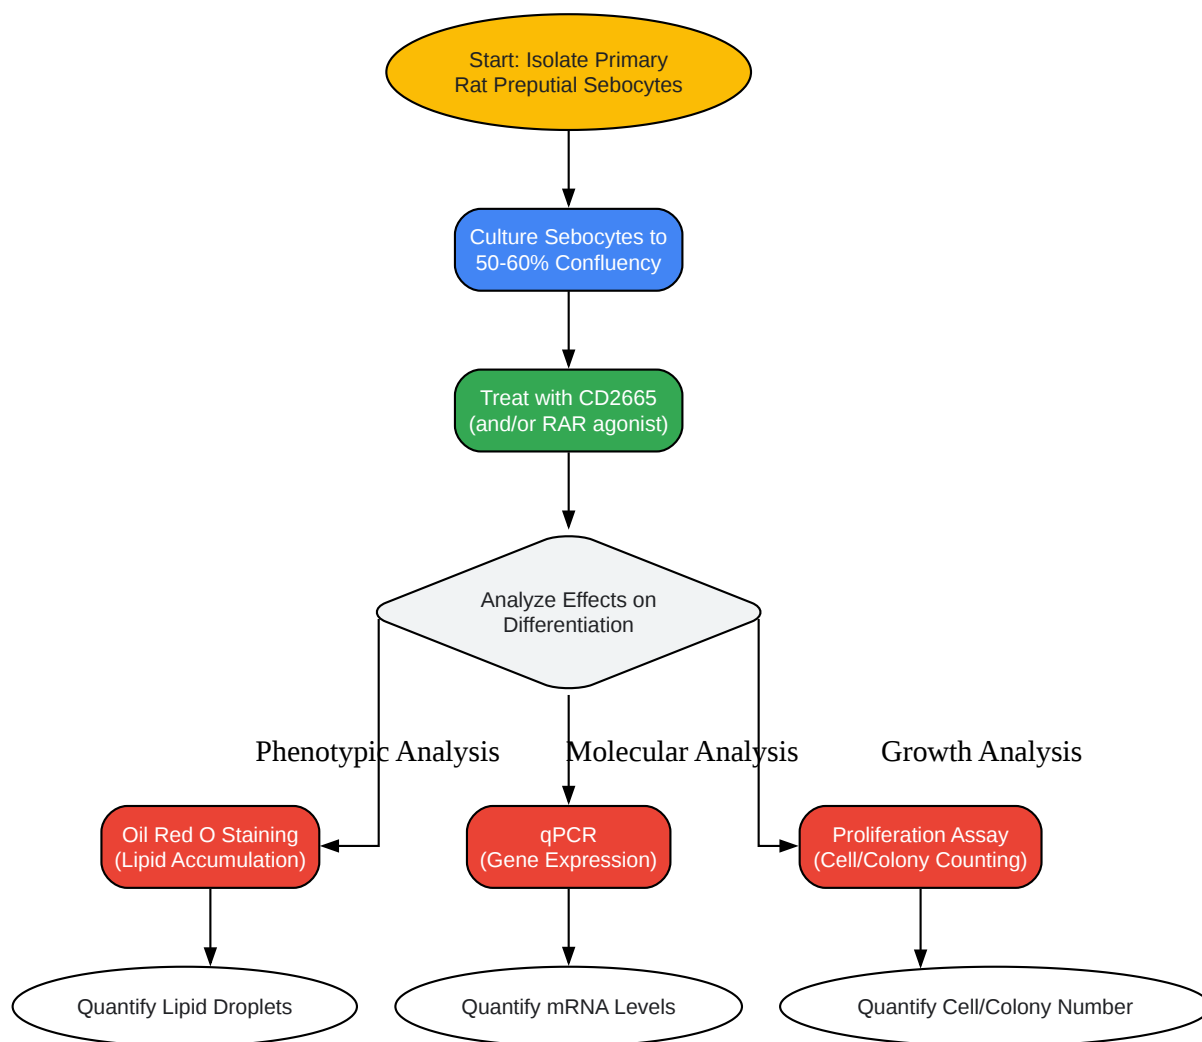 Start: Isolate Primary
Rat Preputial Sebocytes
Culture Sebocytes to
50-60% Confluency
Treat with CD2665
(and/or RAR agonist)
Analyze Effects on
Differentiation
Phenotypic Analysis
Molecular Analysis
Growth Analysis
Oil Red O Staining
(Lipid Accumulation)
qPCR
(Gene Expression)
Proliferation Assay
(Cell/Colony Counting)
Quantify Lipid Droplets
Quantify mRNA Levels
Quantify Cell/Colony Number